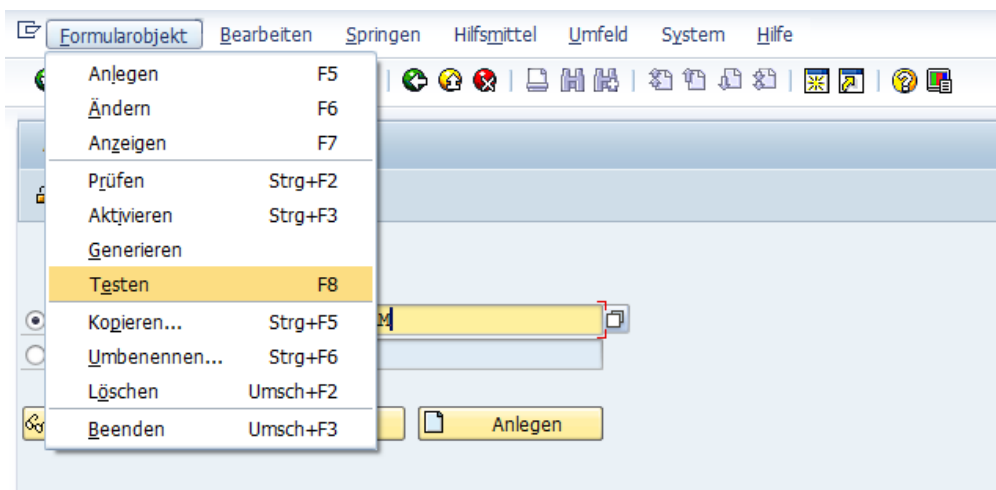 Formularobjekt Bearbeiten Springen Hilfsmittel Umfeld System Hilfe
Anlegen F5
Ändern F6
Anzeigen F7
Prüfen Strg+F2
Aktivieren Strg+F3
Generieren
Testen F8
Kopieren... Strg+F5
M
Umbenennen... Strg+F6
Löschen Umsch+F2
Beenden Umsch+F3
Anlegen